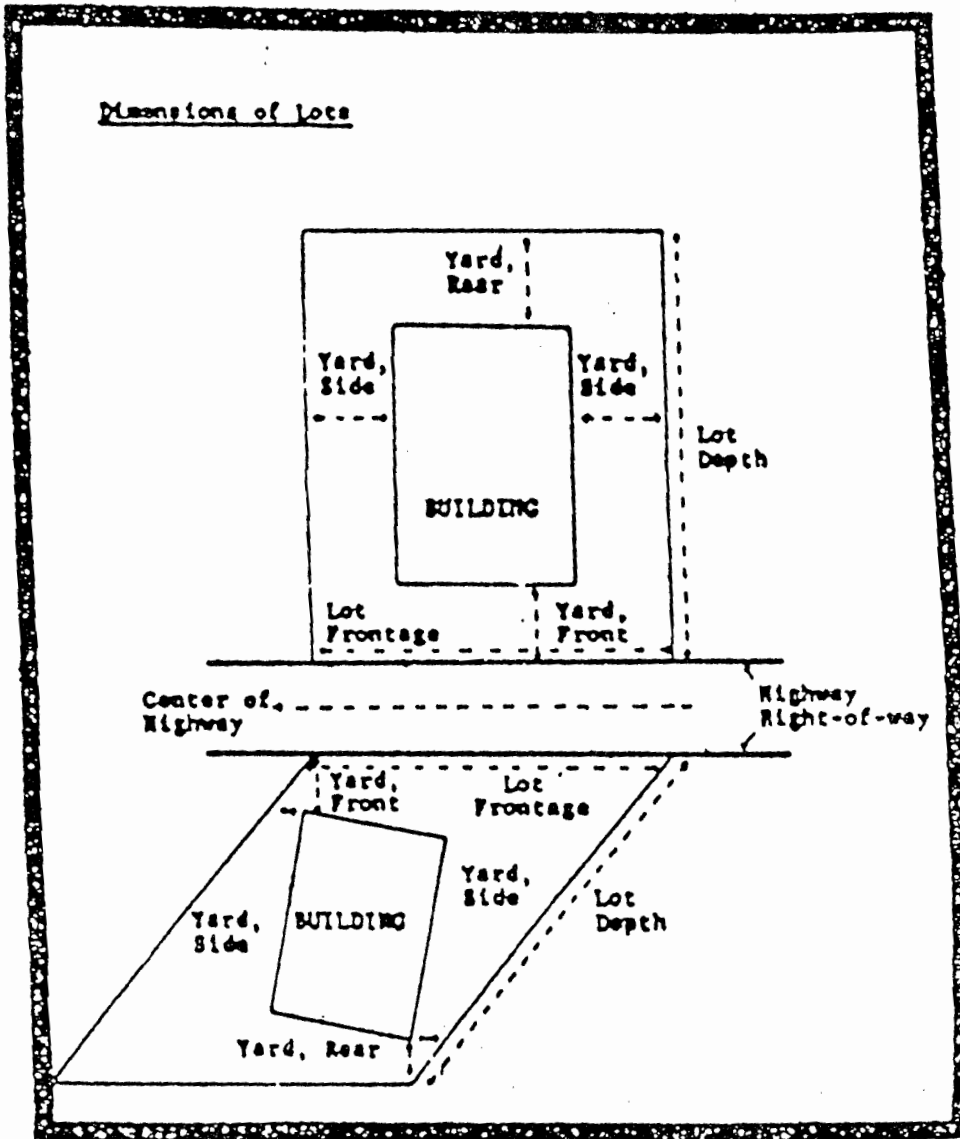 Dimensions of Lots
Yard,
Rear
Yard,
Side
Yard,
Side
Lot
Depth
BUILDING
Lot
Frontage
Yard,
Front
Center of
Highway
Highway
Right-of-way
Yard,
Front
Lot
Frontage
Yard,
Side
Yard,
Side
BUILDING
Lot
Depth
Yard, Rear